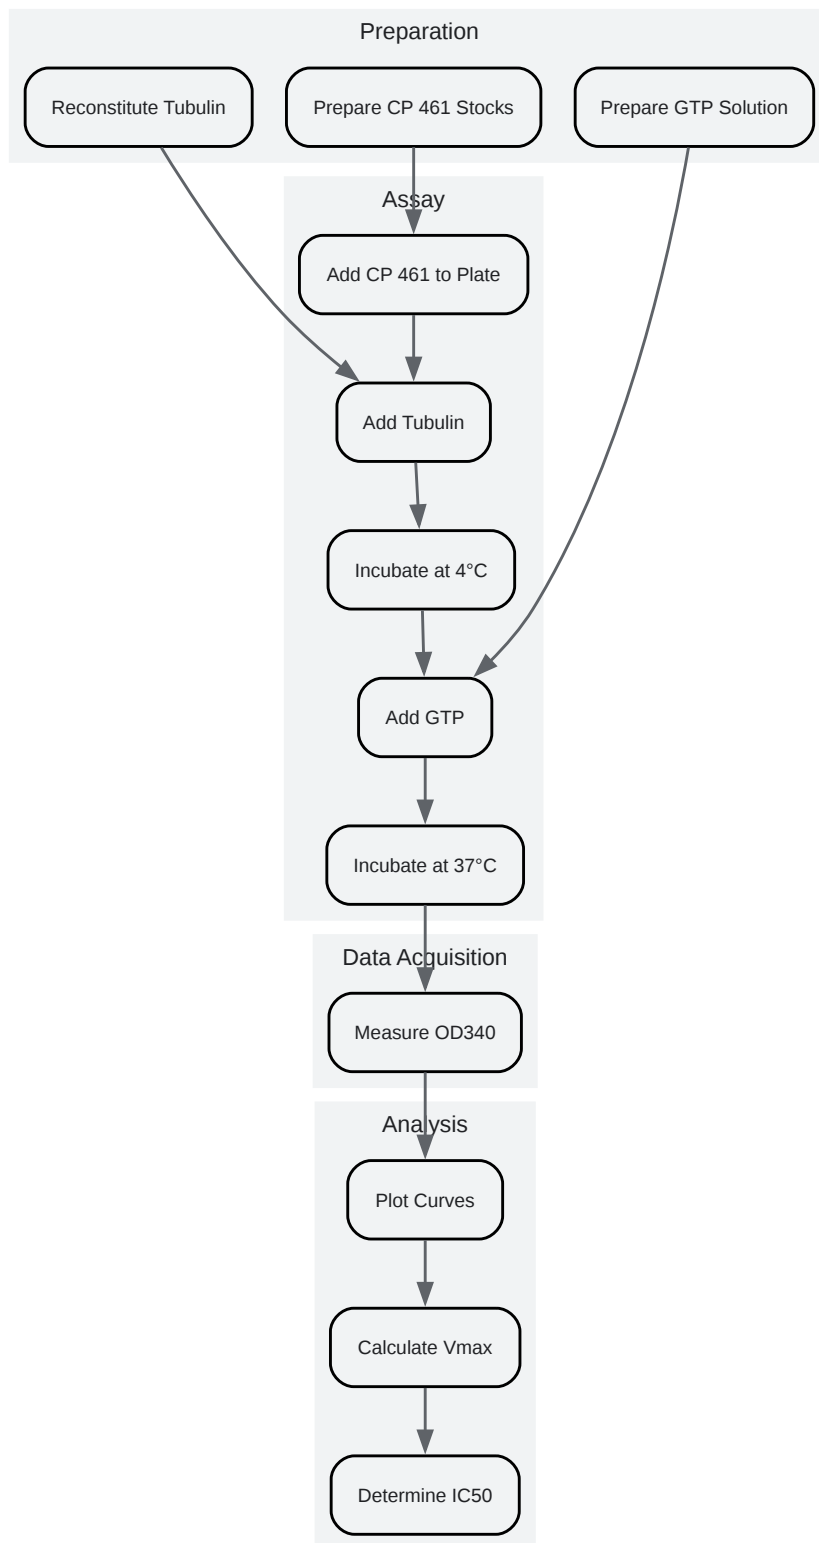 Preparation
Reconstitute Tubulin
Prepare CP 461 Stocks
Prepare GTP Solution
Assay
Add CP 461 to Plate
Add Tubulin
Incubate at 4°C
Add GTP
Incubate at 37°C
Data Acquisition
Measure OD340
Analysis
Plot Curves
Calculate Vmax
Determine IC50